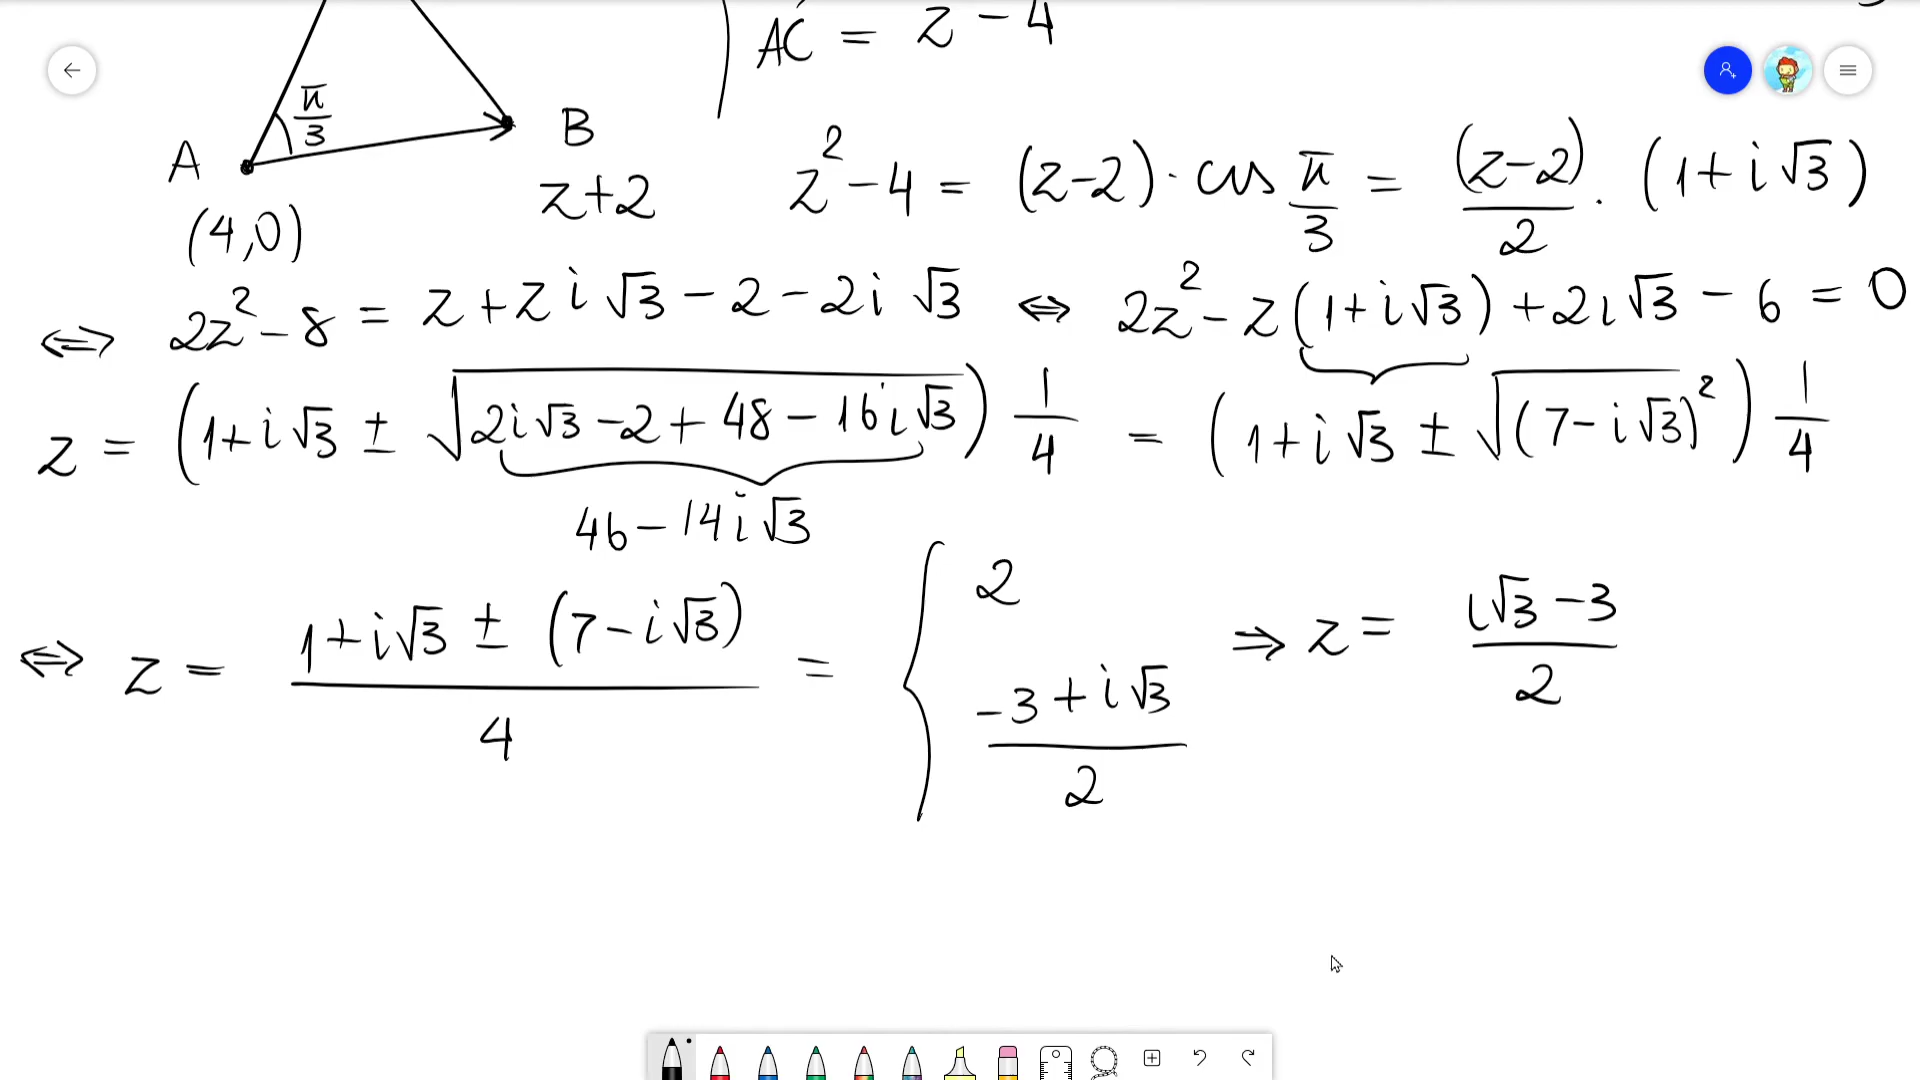 AC = z - 4
π/3
A
B
(4,0)
z+2
z² - 4 = (z-2) · cis π/3 = (z-2)/2 · (1+i√3)
⇔ 2z² - 8 = z + z i√3 - 2 - 2i√3 ⇔ 2z² - z(1+i√3) + 2i√3 - 6 = 0
z = (1+i√3 ± √(2i√3 - 2 + 48 - 16i√3)) 1/4 = (1+i√3 ± √(7-i√3)²) 1/4
46 - 14i√3
⇔ z = (1+i√3 ± (7-i√3))/4 = { 2 ⇒ z = (i√3 - 3)/2
(-3+i√3)/2